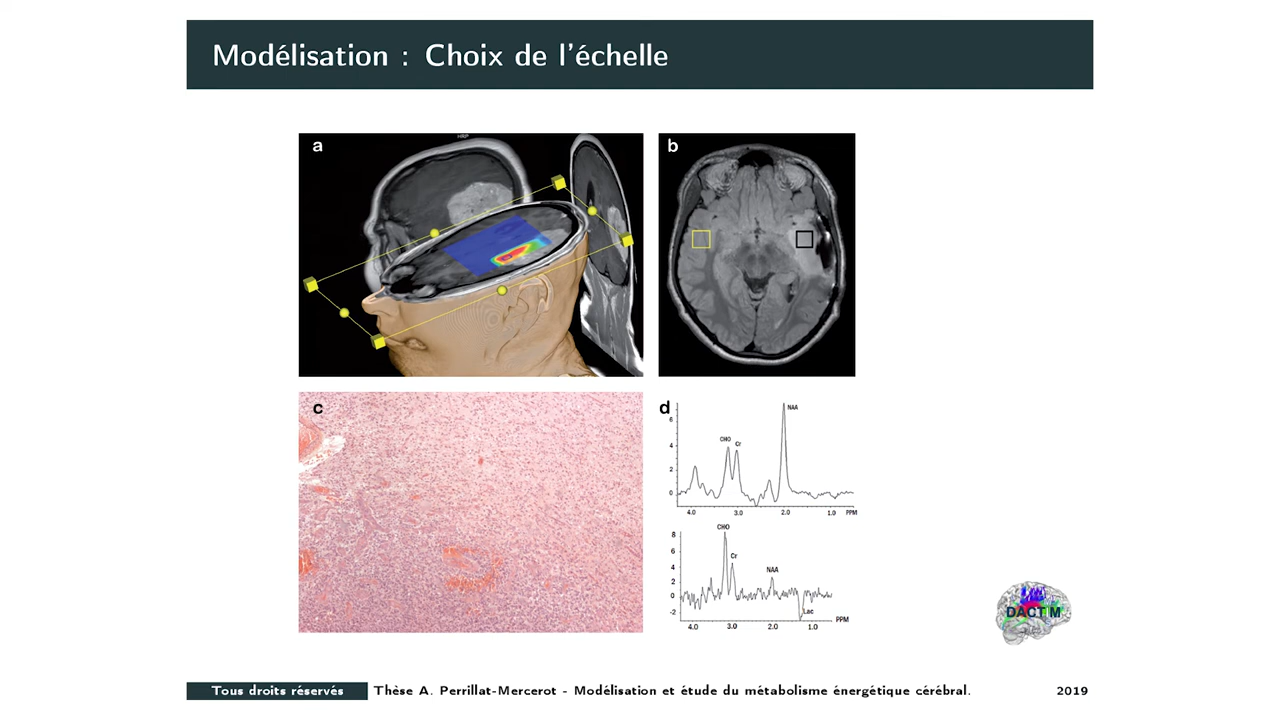 Modélisation : Choix de l'échelle
HRP
a
b
c
d
6
4
2
0
CHO
Cr
NAA
4.0 3.0 2.0 1.0 PPM
8
6
4
2
0
-2
CHO
Cr
NAA
Lac
4.0 3.0 2.0 1.0 PPM
DACTIM
Tous droits réservés Thèse A. Perrillat-Mercerot - Modélisation et étude du métabolisme énergétique cérébral. 2019